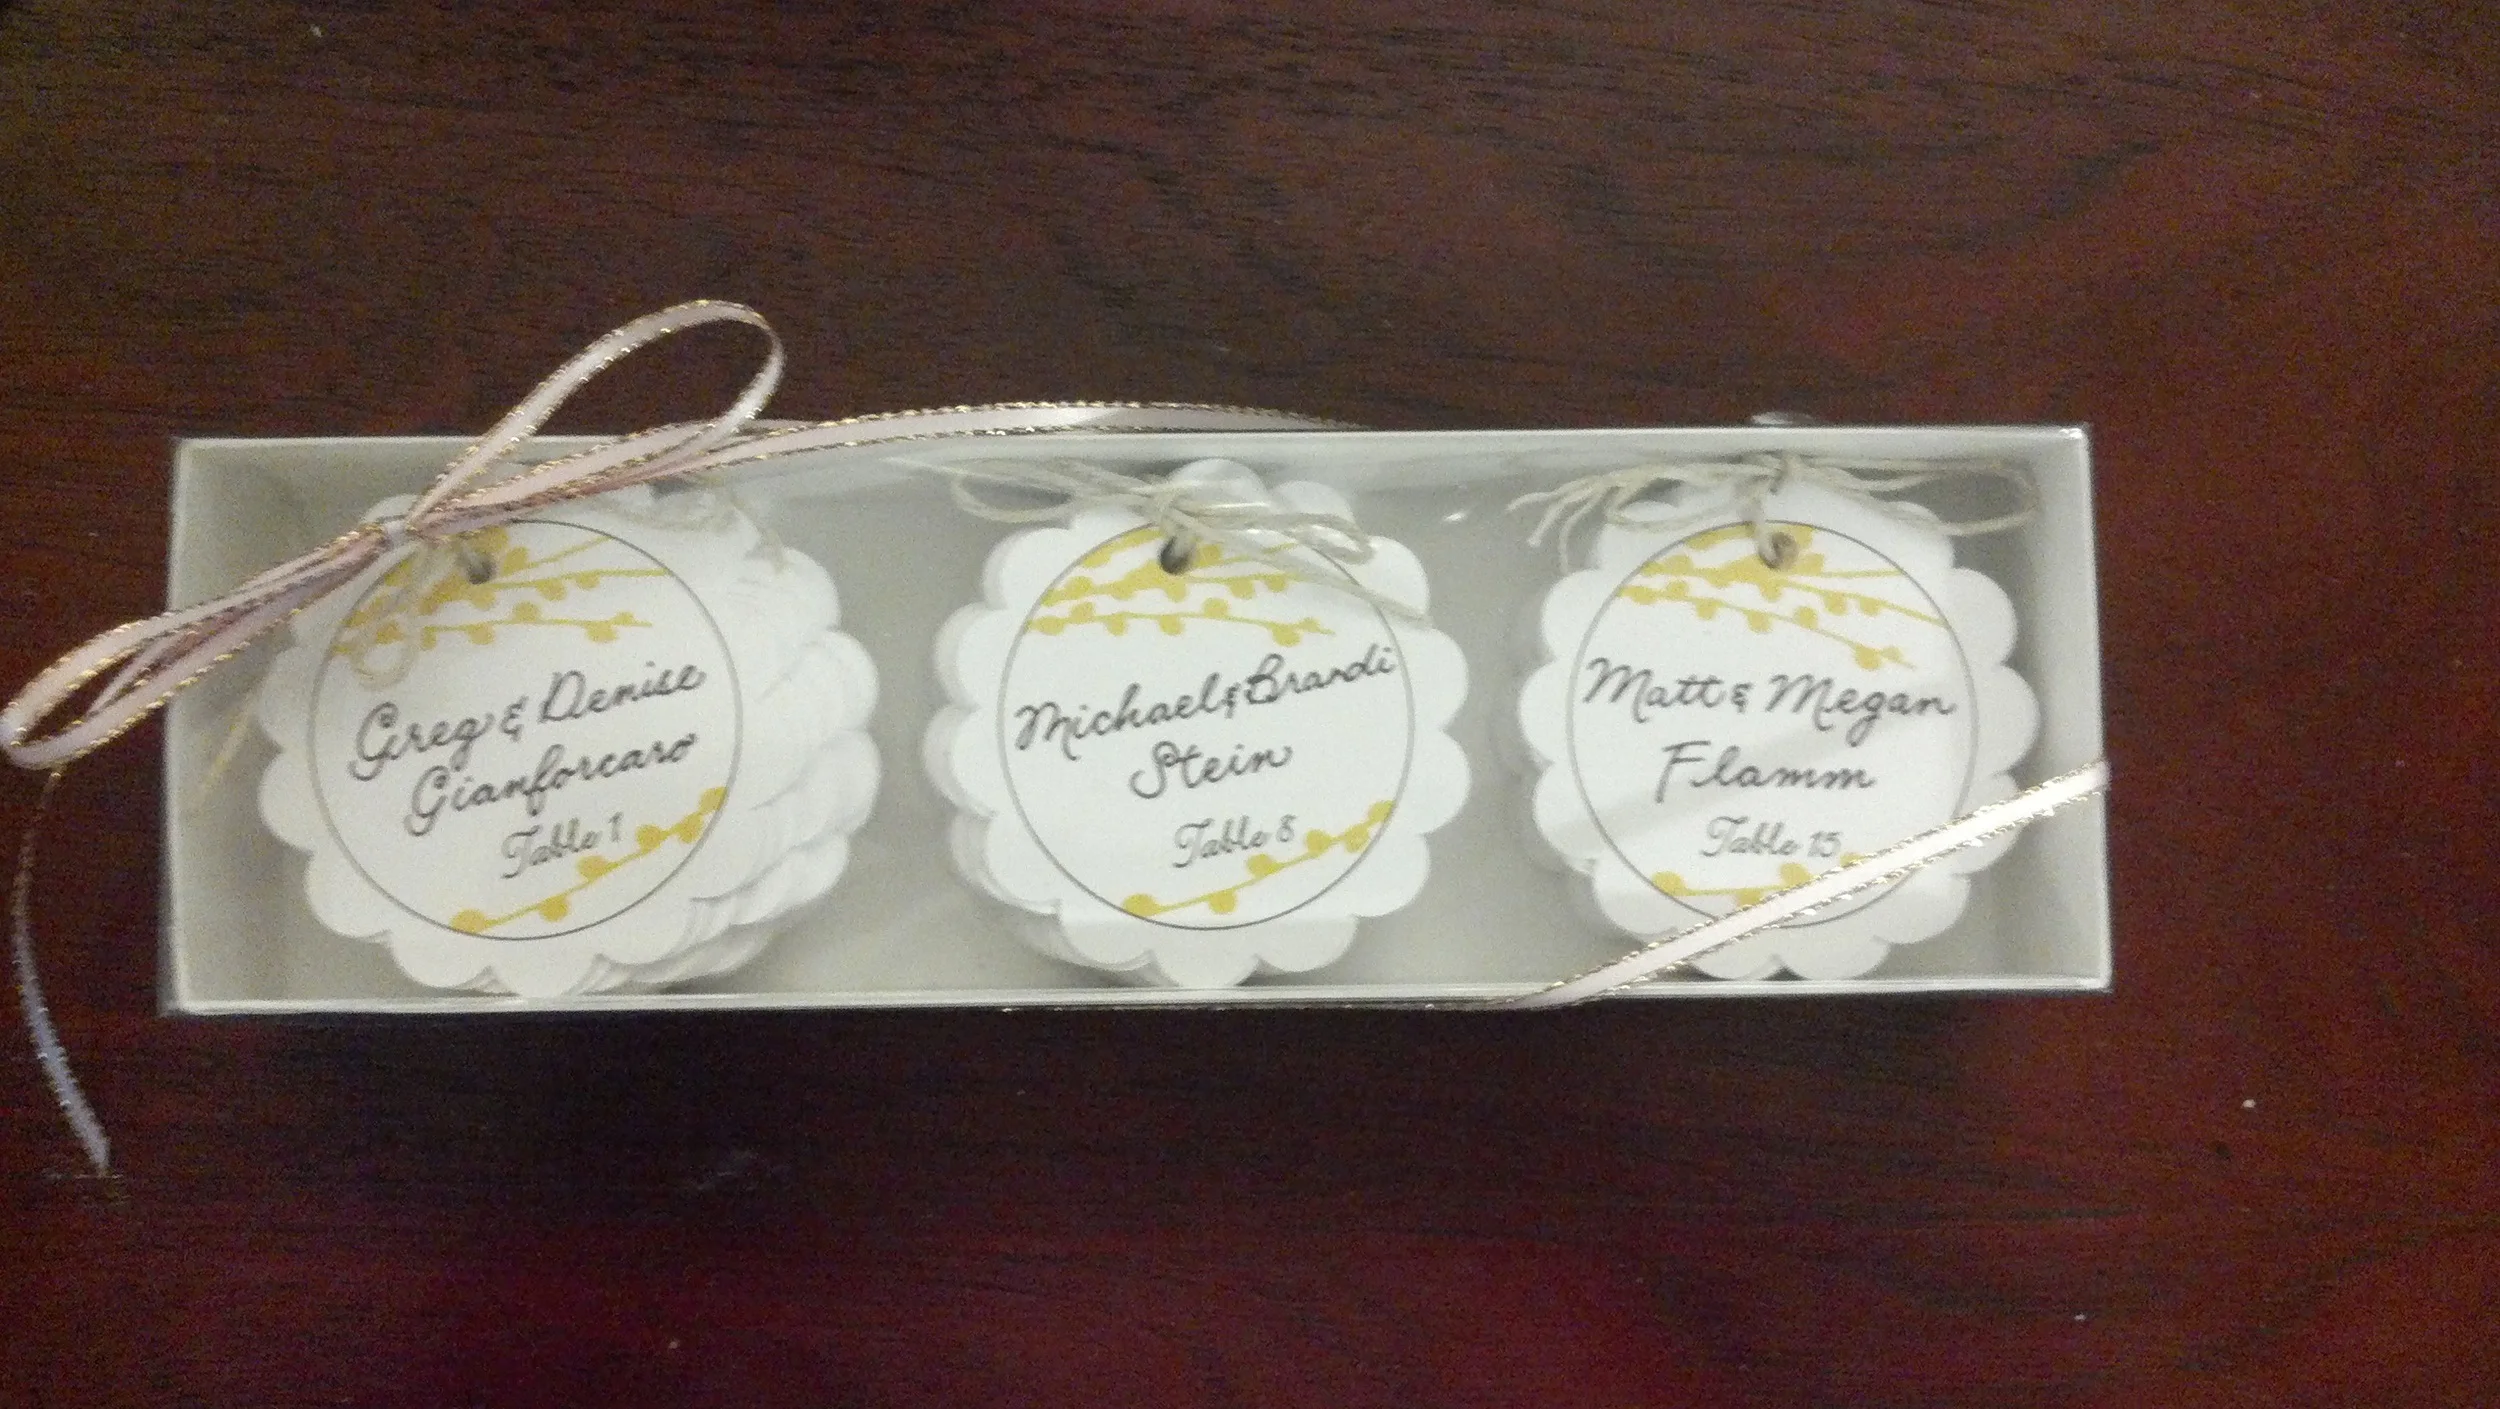 Greg & Denise
Gianforcaro
Table 1
Michael & Brandi
Stein
Table 8
Matt & Megan
Flamm
Table 15